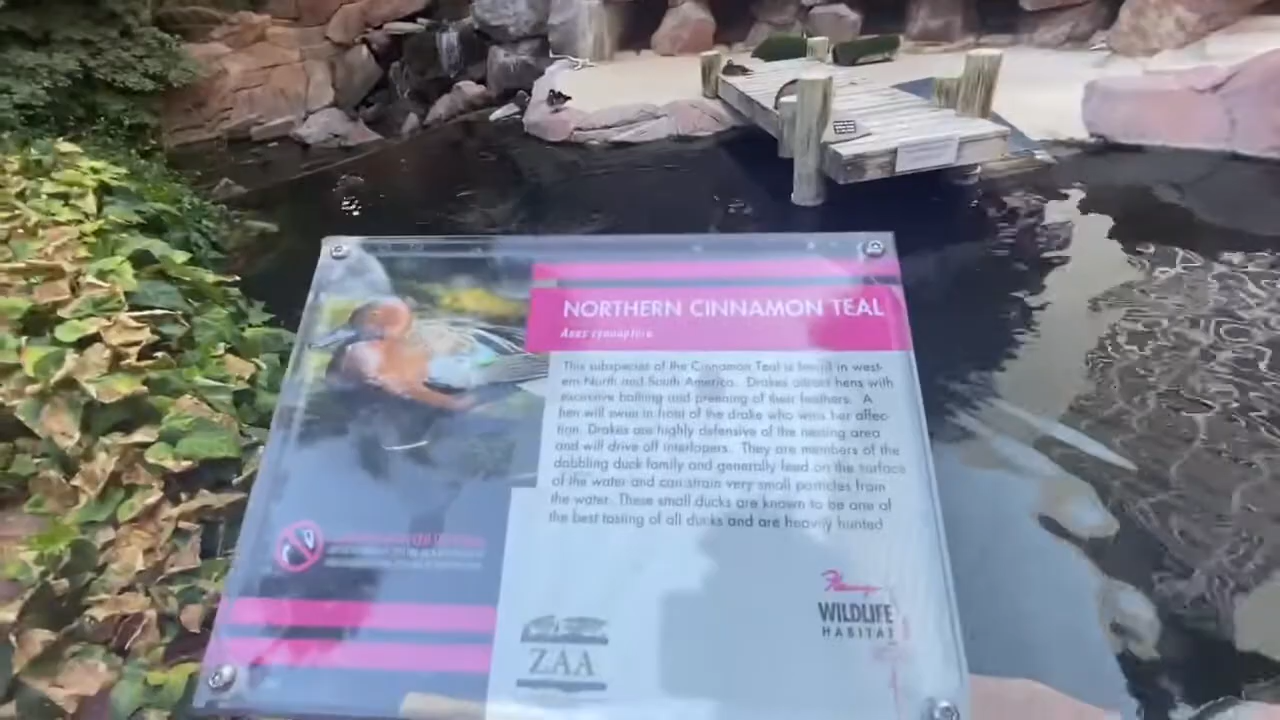 NORTHERN CINNAMON TEAL
Anas cyanoptera
This subspecies of the Cinnamon Teal is found in west-
ern North and South America. Drakes attract hens with
excessive bathing and preening of their feathers. A
hen will swim in front of the drake who wins her affec-
tion. Drakes are highly defensive of the nesting area
and will drive off interlopers. They are members of the
dabbling duck family and generally feed on the surface
of the water and can strain very small particles from
the water. These small ducks are known to be one of
the best tasting of all ducks and are heavily hunted
Flamingo
WILDLIFE
HABITAT
ZAA